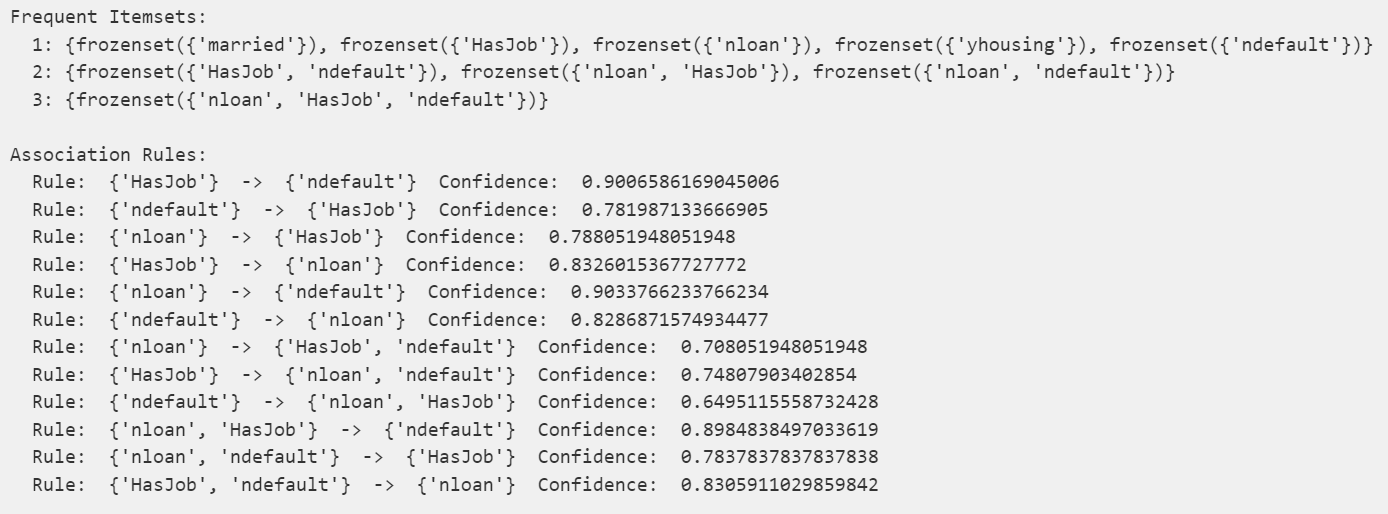 Frequent Itemsets:
  1: {frozenset({'married'}), frozenset({'HasJob'}), frozenset({'nloan'}), frozenset({'yhousing'}), frozenset({'ndefault'})}
  2: {frozenset({'HasJob', 'ndefault'}), frozenset({'nloan', 'HasJob'}), frozenset({'nloan', 'ndefault'})}
  3: {frozenset({'nloan', 'HasJob', 'ndefault'})}

Association Rules:
  Rule:  {'HasJob'}  ->  {'ndefault'}  Confidence:  0.9006586169045006
  Rule:  {'ndefault'}  ->  {'HasJob'}  Confidence:  0.781987133666905
  Rule:  {'nloan'}  ->  {'HasJob'}  Confidence:  0.788051948051948
  Rule:  {'HasJob'}  ->  {'nloan'}  Confidence:  0.8326015367727772
  Rule:  {'nloan'}  ->  {'ndefault'}  Confidence:  0.9033766233766234
  Rule:  {'ndefault'}  ->  {'nloan'}  Confidence:  0.8286871574934477
  Rule:  {'nloan'}  ->  {'HasJob', 'ndefault'}  Confidence:  0.708051948051948
  Rule:  {'HasJob'}  ->  {'nloan', 'ndefault'}  Confidence:  0.74807903402854
  Rule:  {'ndefault'}  ->  {'nloan', 'HasJob'}  Confidence:  0.6495115558732428
  Rule:  {'nloan', 'HasJob'}  ->  {'ndefault'}  Confidence:  0.8984838497033619
  Rule:  {'nloan', 'ndefault'}  ->  {'HasJob'}  Confidence:  0.7837837837837838
  Rule:  {'HasJob', 'ndefault'}  ->  {'nloan'}  Confidence:  0.8305911029859842